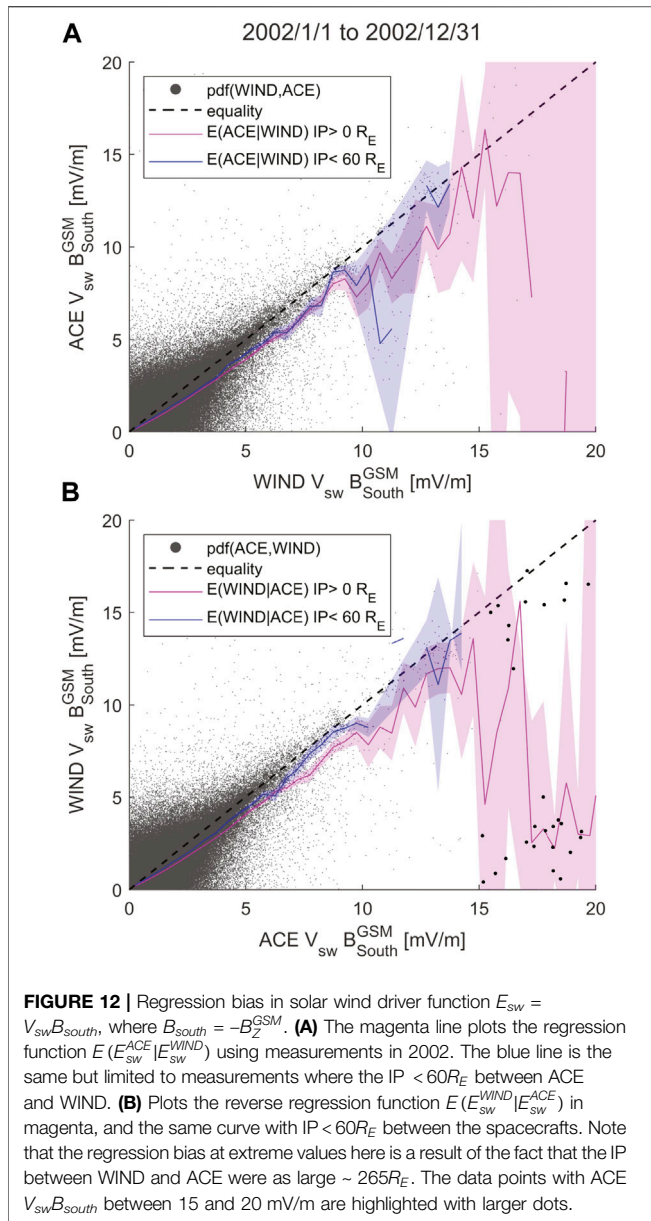 A
2002/1/1 to 2002/12/31
20
15
10
5
0
ACE V_sw B_South^GSM [mV/m]
pdf(WIND,ACE)
equality
E(ACE|WIND) IP> 0 R_E
E(ACE|WIND) IP< 60 R_E
0 5 10 15 20
WIND V_sw B_South^GSM [mV/m]
B
20
15
10
5
0
WIND V_sw B_South^GSM [mV/m]
pdf(ACE,WIND)
equality
E(WIND|ACE) IP> 0 R_E
E(WIND|ACE) IP< 60 R_E
0 5 10 15 20
ACE V_sw B_South^GSM [mV/m]
FIGURE 12 | Regression bias in solar wind driver function E_sw =
V_swB_south, where B_south = –B_Z^GSM. (A) The magenta line plots the regression
function E(E_sw^ACE|E_sw^WIND) using measurements in 2002. The blue line is the
same but limited to measurements where the IP <60R_E between ACE
and WIND. (B) Plots the reverse regression function E(E_sw^WIND|E_sw^ACE) in
magenta, and the same curve with IP<60R_E between the spacecrafts. Note
that the regression bias at extreme values here is a result of the fact that the IP
between WIND and ACE were as large ~ 265R_E. The data points with ACE
V_swB_south between 15 and 20 mV/m are highlighted with larger dots.